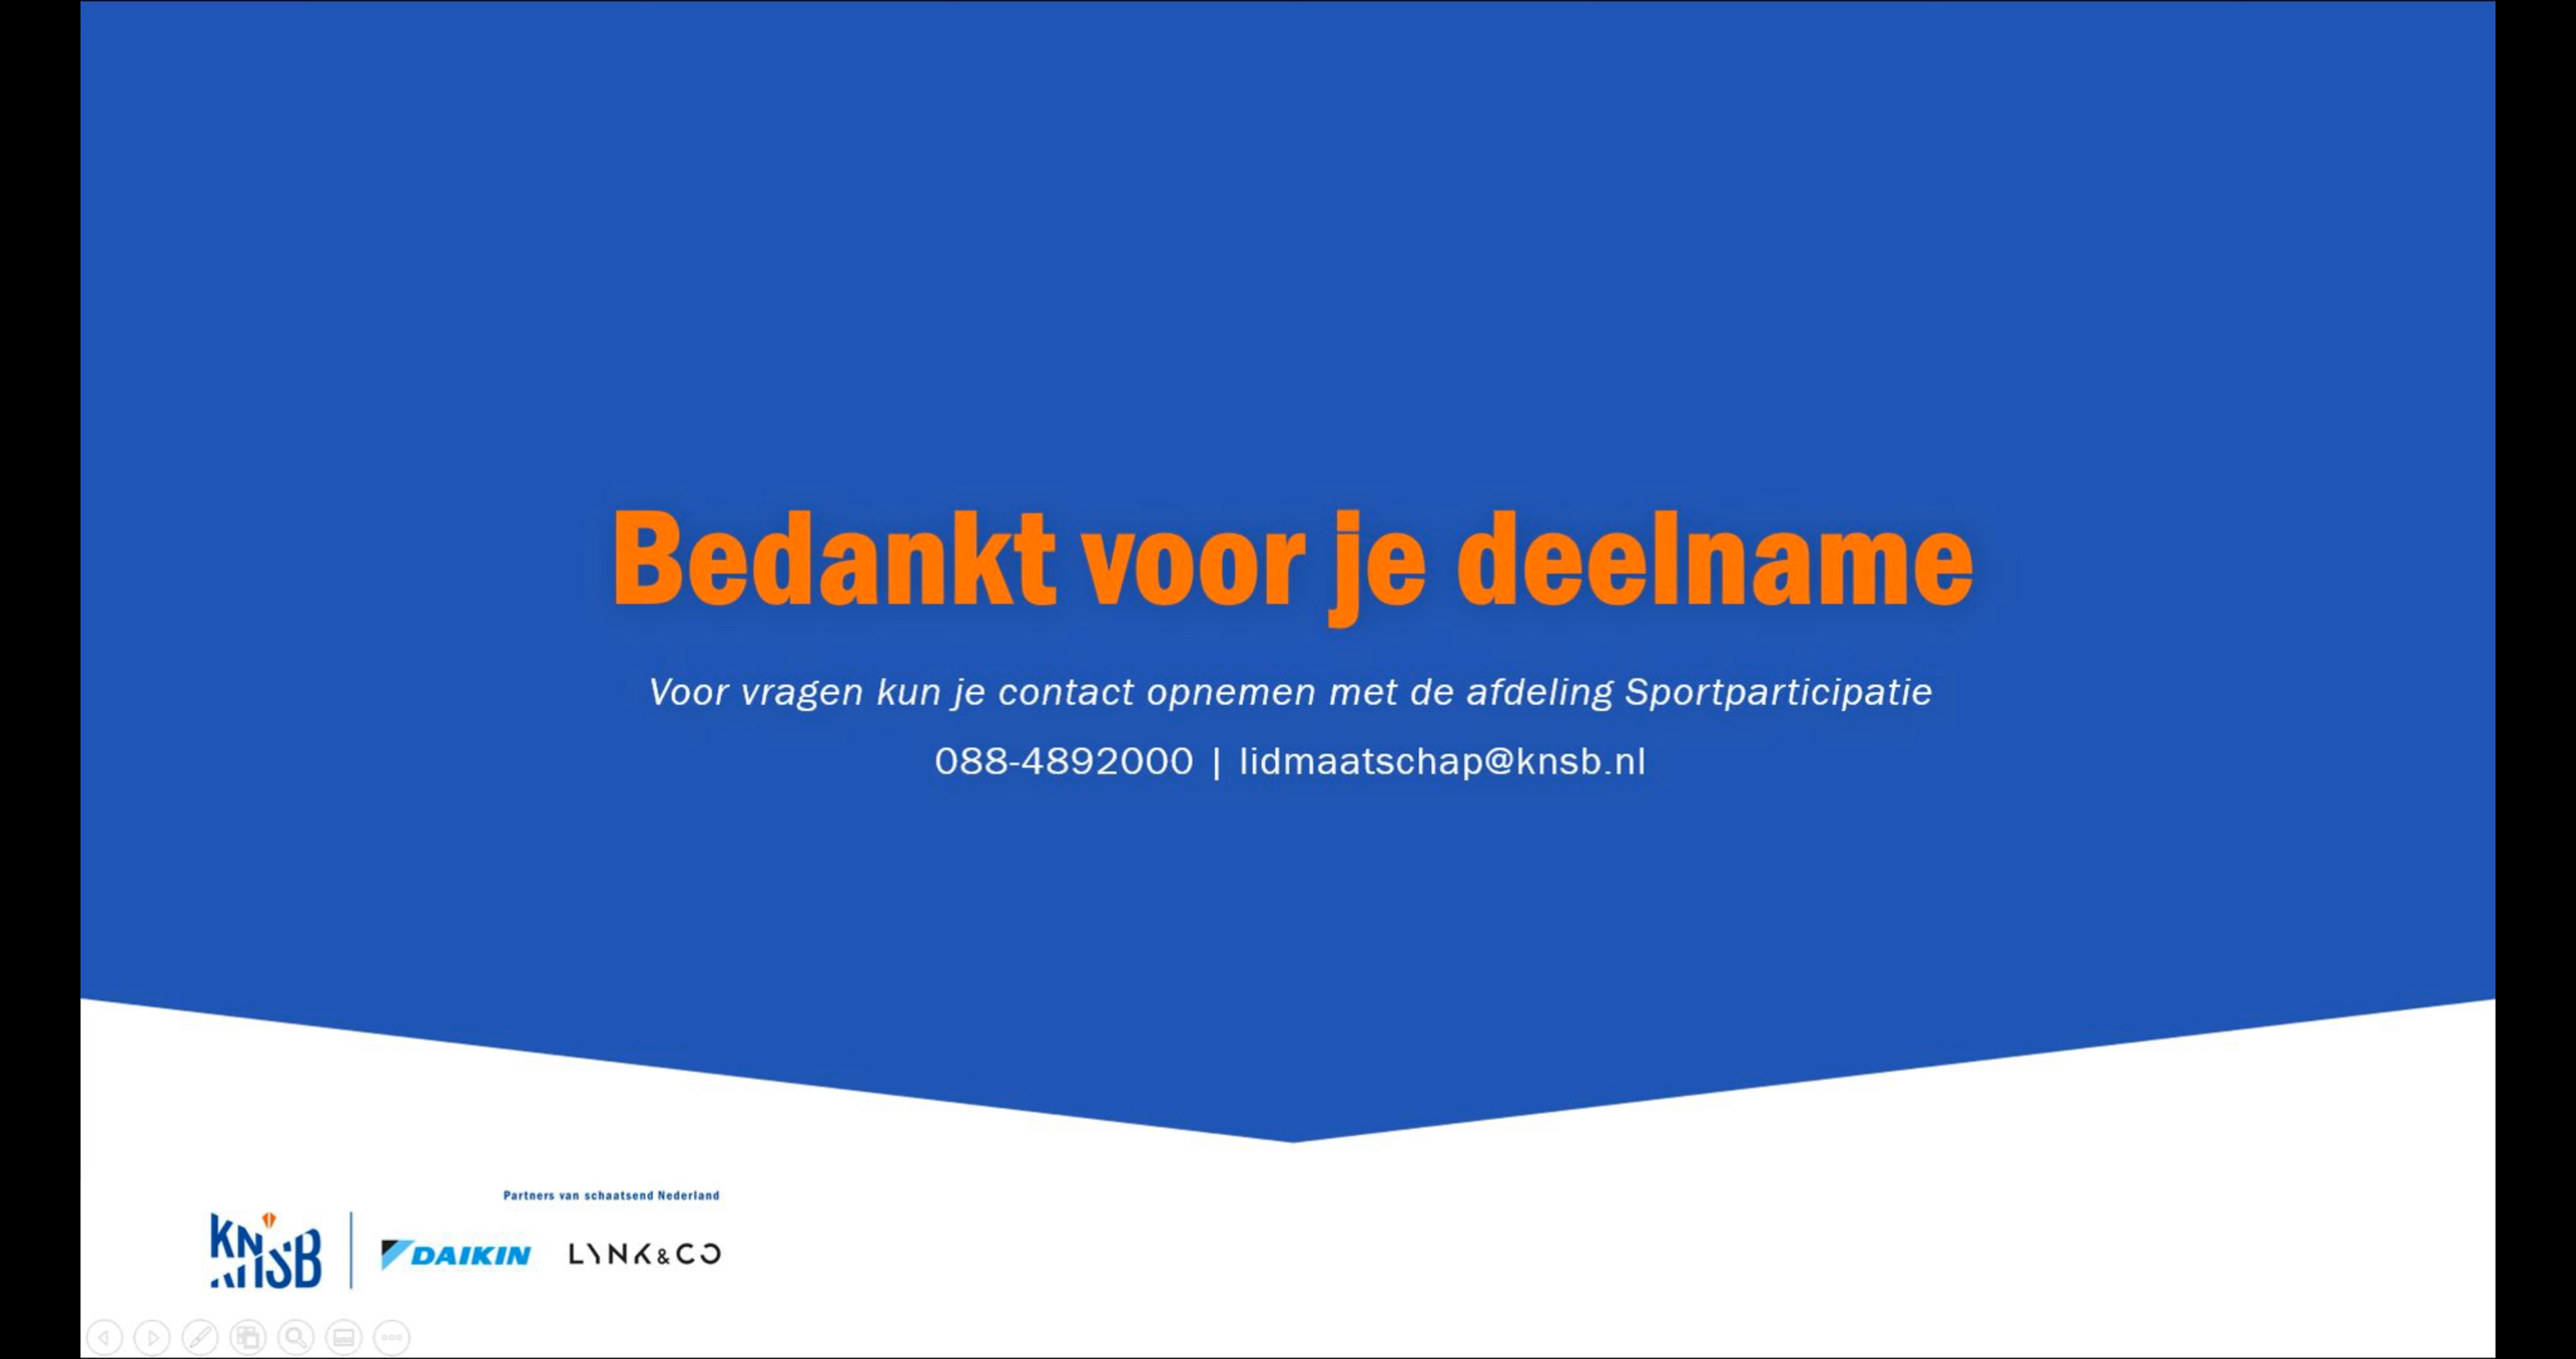 Bedankt voor je deelname
Voor vragen kun je contact opnemen met de afdeling Sportparticipatie
088-4892000 | lidmaatschap@knsb.nl
Partners van schaatsend Nederland
KNSB
DAIKIN LYNK&CO